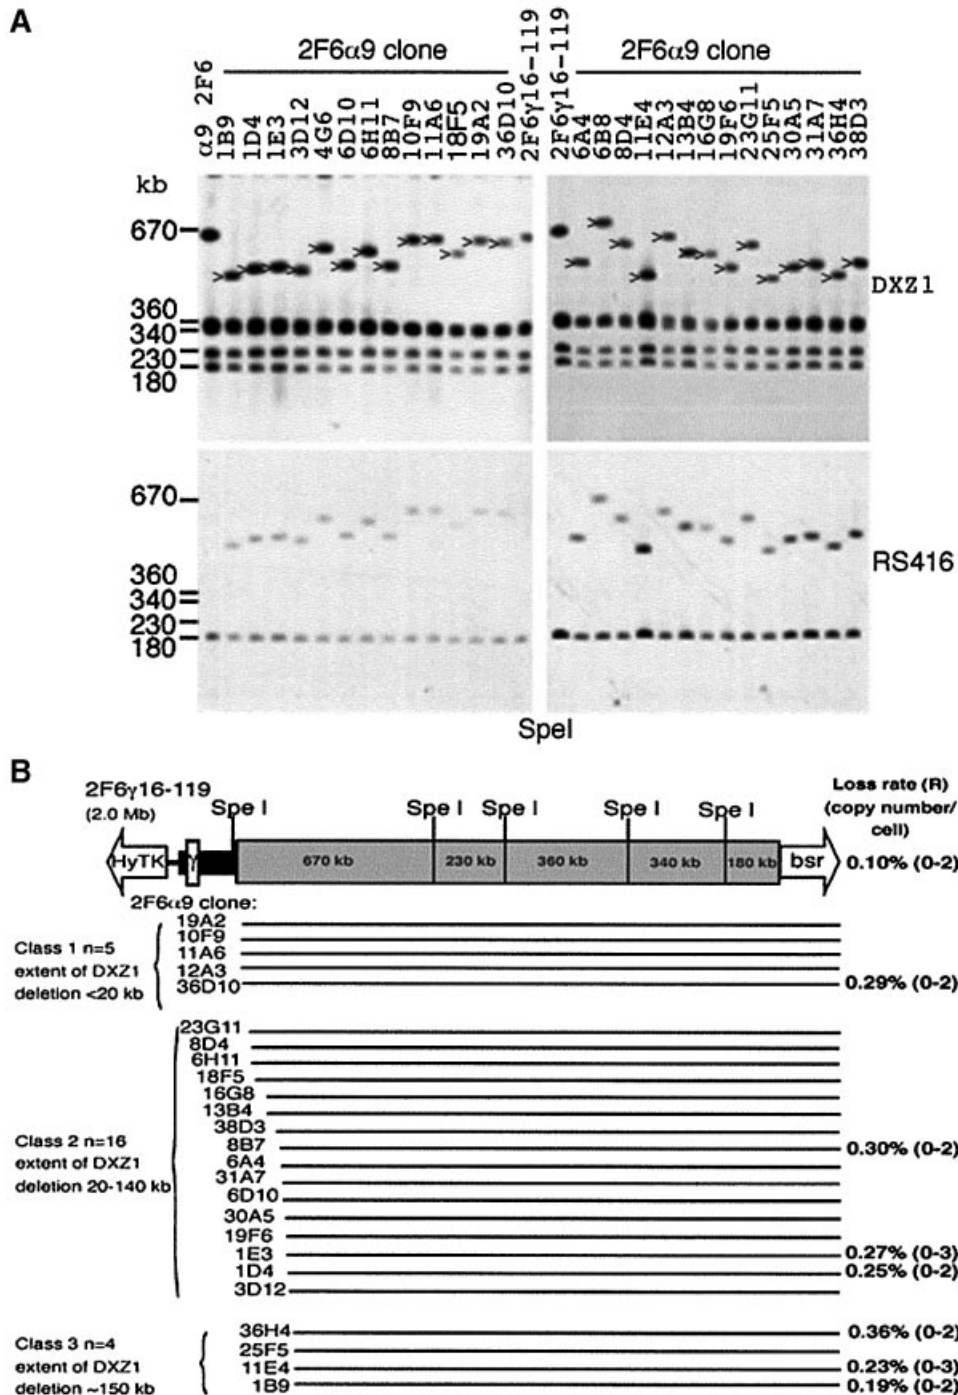 A
2F6α9 clone
2F6α9 clone
α9 2F6
1B9
1D4
1E3
3D12
4G6
6D10
6H11
8B7
10F9
11A6
18F5
19A2
36D10
2F6γ16-119
2F6γ16-119
6A4
6B8
8D4
11E4
12A3
13B4
16G8
19F6
23G11
25F5
30A5
31A7
36H4
38D3
kb
670
360
340
230
180
DXZ1
670
360
340
230
180
RS416
SpeI
B
2F6γ16-119
(2.0 Mb)
Spe I Spe I Spe I Spe I Spe I
Loss rate (R)
(copy number/
cell)
HyTK γ 670 kb 230 kb 360 kb 340 kb 180 kb bsr 0.10% (0-2)
2F6α9 clone:
Class 1 n=5
extent of DXZ1
deletion <20 kb
19A2
10F9
11A6
12A3
36D10 0.29% (0-2)
Class 2 n=16
extent of DXZ1
deletion 20-140 kb
23G11
8D4
6H11
18F5
16G8
13B4
38D3
8B7 0.30% (0-2)
6A4
31A7
6D10
30A5
19F6
1E3 0.27% (0-3)
1D4 0.25% (0-2)
3D12
Class 3 n=4
extent of DXZ1
deletion ~150 kb
36H4 0.36% (0-2)
25F5
11E4 0.23% (0-3)
1B9 0.19% (0-2)